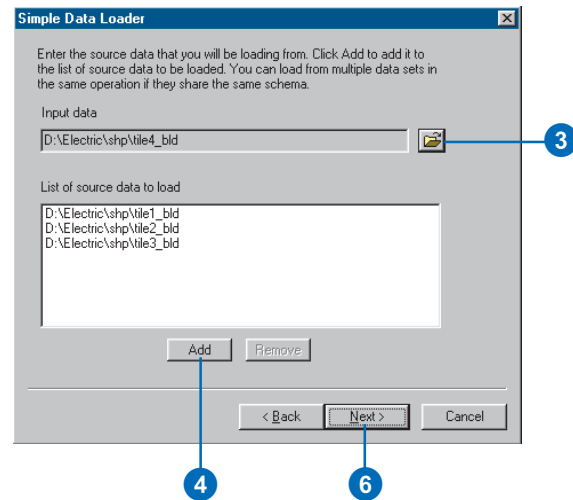 Simple Data Loader
Enter the source data that you will be loading from. Click Add to add it to
the list of source data to be loaded. You can load from multiple data sets in
the same operation if they share the same schema.
Input data
D:\Electric\shp\tile4_bld
3
List of source data to load
D:\Electric\shp\tile1_bld
D:\Electric\shp\tile2_bld
D:\Electric\shp\tile3_bld
Add Remove
< Back Next > Cancel
4 6